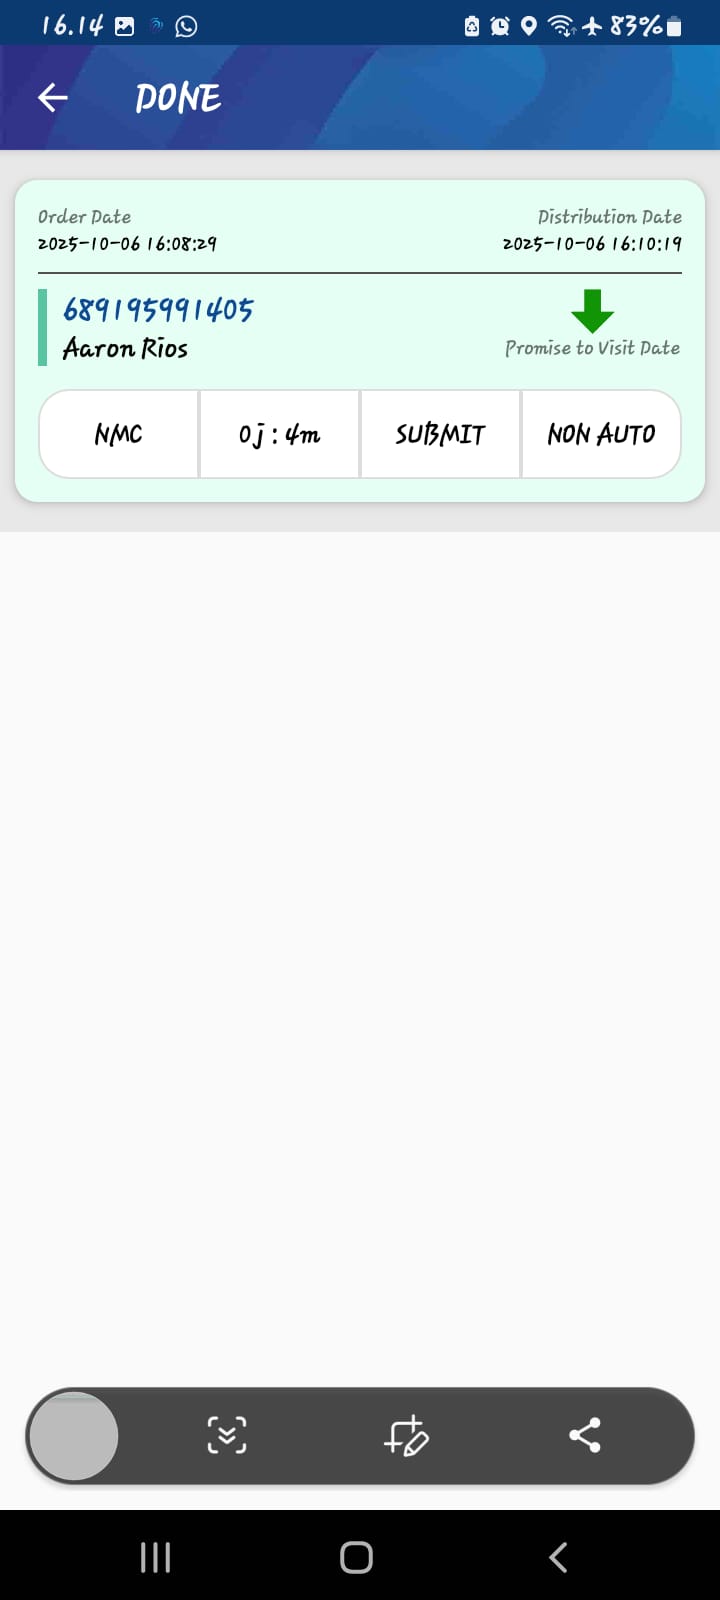 16.14 83%
DONE
Order Date Distribution Date
2025-10-06 16:08:29 2025-10-06 16:10:19
689195991405
Aaron Rios
Promise to Visit Date
NMC 0j : 4m SUBMIT NON AUTO